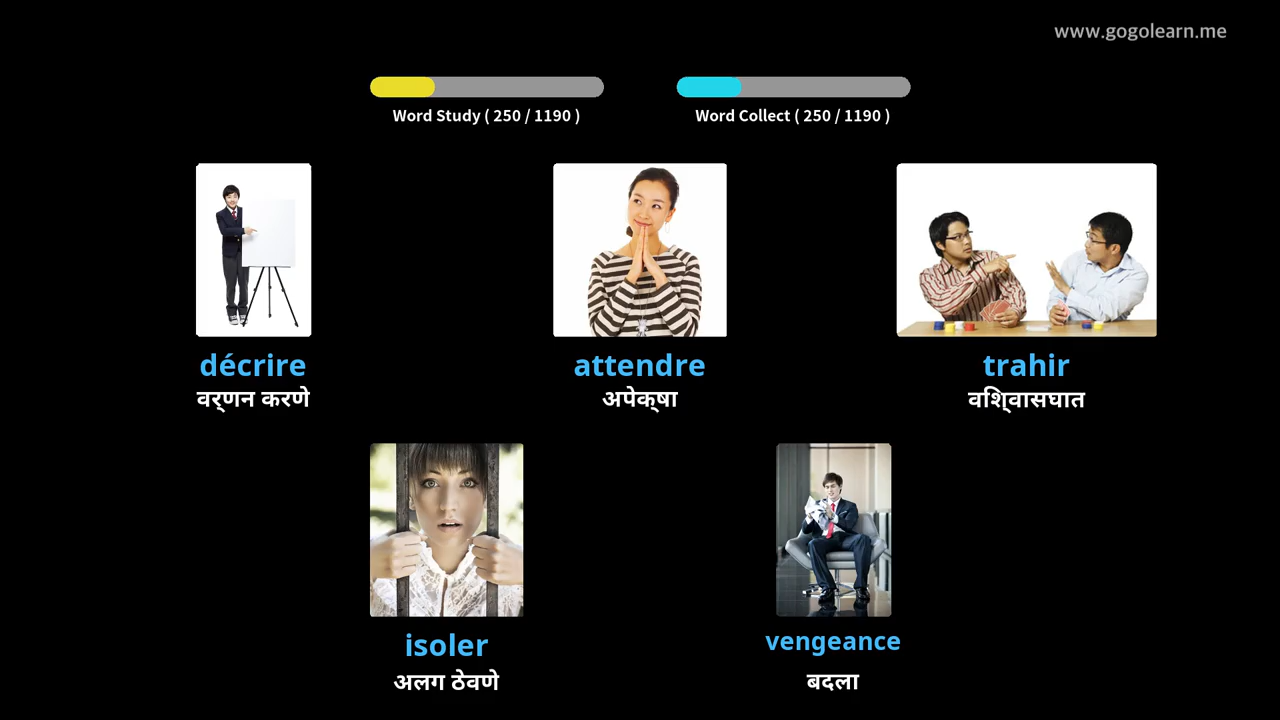 www.gogolearn.me
Word Study ( 250 / 1190 )
Word Collect ( 250 / 1190 )
décrire
वर्णन करणे
attendre
अपेक्षा
trahir
विश्वासघात
isoler
अलग ठेवणे
vengeance
बदला